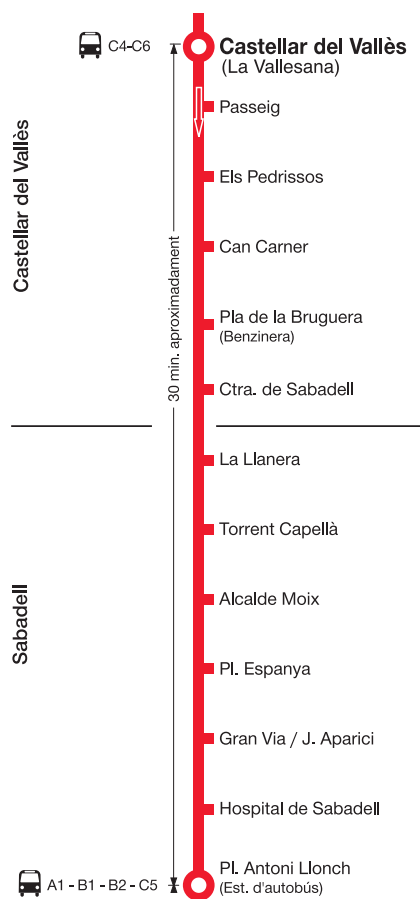 C4-C6
Castellar del Vallès
(La Vallesana)
Passeig
Els Pedrissos
Can Carner
Pla de la Bruguera
(Benzinera)
Ctra. de Sabadell
Castellar del Vallès
30 min. aproximadament
La Llanera
Torrent Capellà
Alcalde Moix
Pl. Espanya
Gran Via / J. Aparici
Hospital de Sabadell
Sabadell
A1 - B1 - B2 - C5
Pl. Antoni Llonch
(Est. d'autobús)